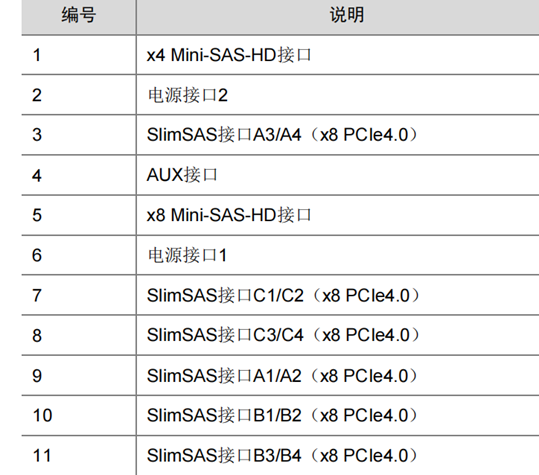 编号 说明
1 x4 Mini-SAS-HD接口
2 电源接口2
3 SlimSAS接口A3/A4（x8 PCIe4.0）
4 AUX接口
5 x8 Mini-SAS-HD接口
6 电源接口1
7 SlimSAS接口C1/C2（x8 PCIe4.0）
8 SlimSAS接口C3/C4（x8 PCIe4.0）
9 SlimSAS接口A1/A2（x8 PCIe4.0）
10 SlimSAS接口B1/B2（x8 PCIe4.0）
11 SlimSAS接口B3/B4（x8 PCIe4.0）